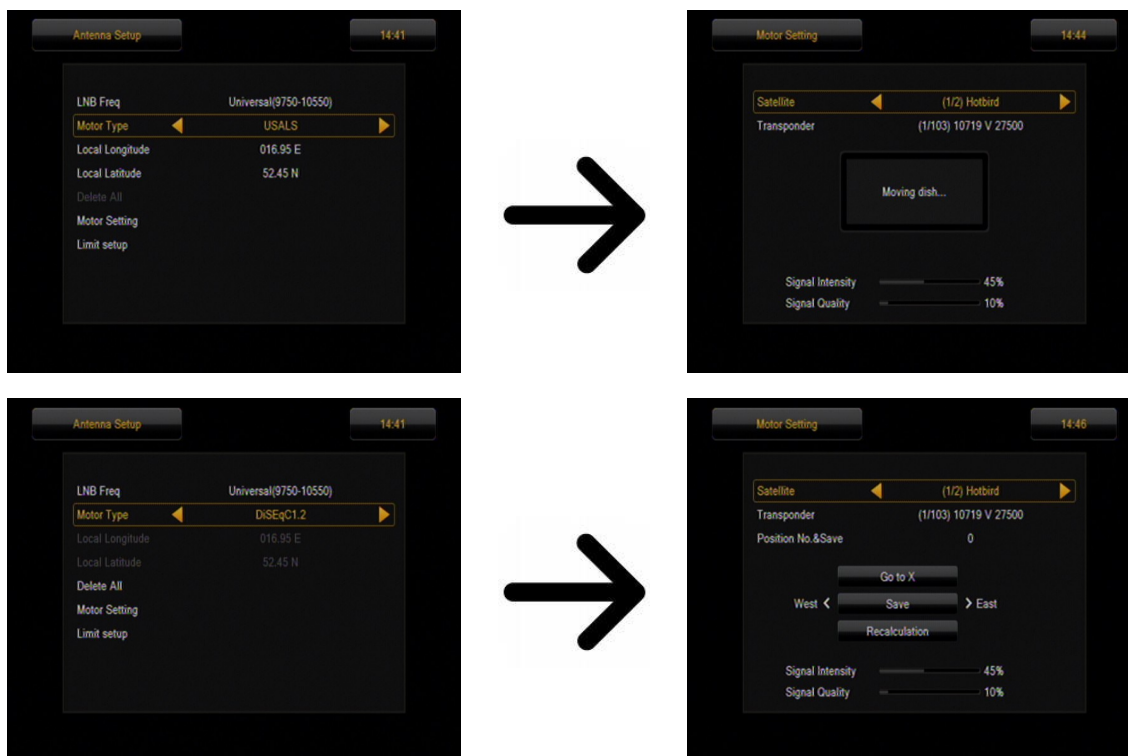 Antenna Setup 14:41
LNB Freq Universal(9750-10550)
Motor Type USALS
Local Longitude 016.95 E
Local Latitude 52.45 N
Delete All
Motor Setting
Limit setup
Motor Setting 14:44
Satellite (1/2) Hotbird
Transponder (1/103) 10719 V 27500
Moving dish...
Signal Intensity 45%
Signal Quality 10%
Antenna Setup 14:41
LNB Freq Universal(9750-10550)
Motor Type DiSEqC1.2
Local Longitude 016.95 E
Local Latitude 52.45 N
Delete All
Motor Setting
Limit setup
Motor Setting 14:46
Satellite (1/2) Hotbird
Transponder (1/103) 10719 V 27500
Position No.&Save 0
Go to X
West < Save > East
Recalculation
Signal Intensity 45%
Signal Quality 10%